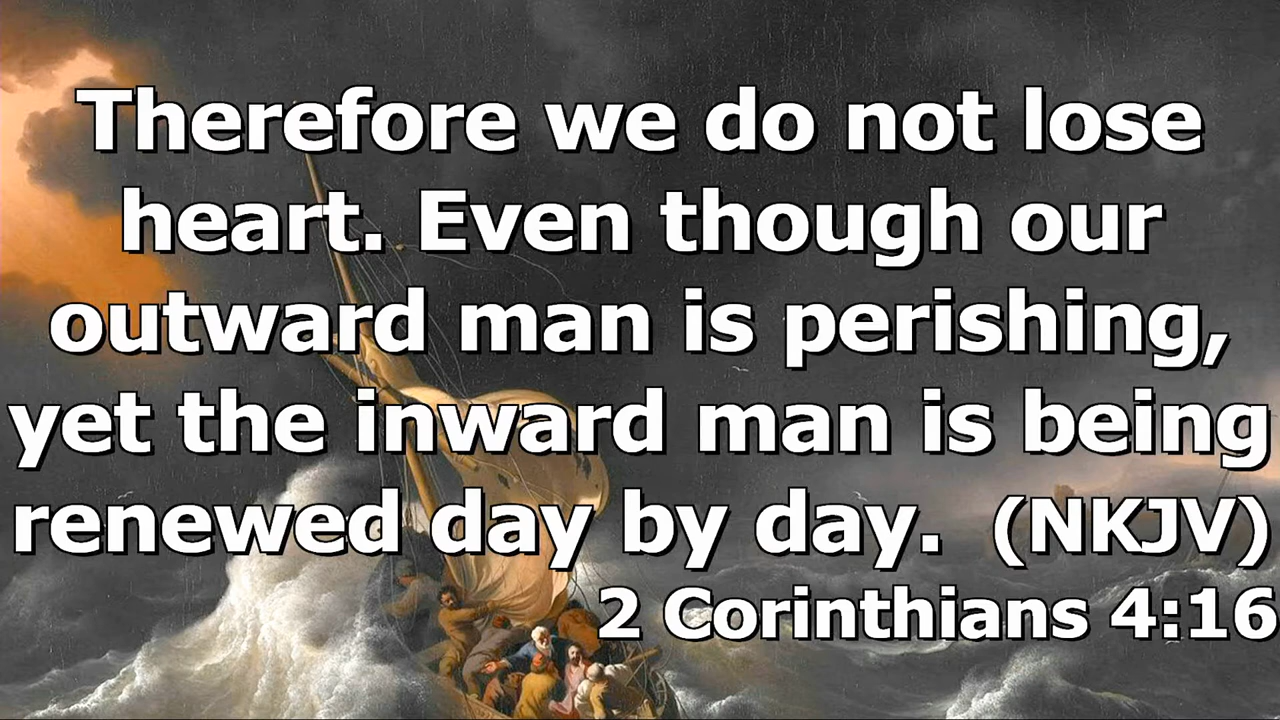 Therefore we do not lose
heart. Even though our
outward man is perishing,
yet the inward man is being
renewed day by day.  (NKJV)
2 Corinthians 4:16